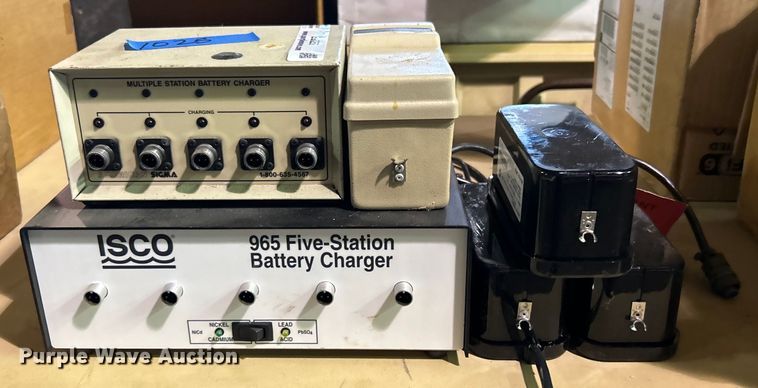 1026
MULTIPLE STATION BATTERY CHARGER
CHARGING
SIGMA
1-800-635-4567
ISCO
965 Five-Station
Battery Charger
NICKEL
CADMIUM
NiCd
LEAD
ACID
PbSO₄
Purple Wave Auction